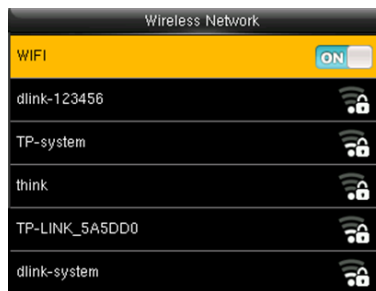 Wireless Network
WIFI ON
dlink-123456
TP-system
think
TP-LINK_5A5DD0
dlink-system